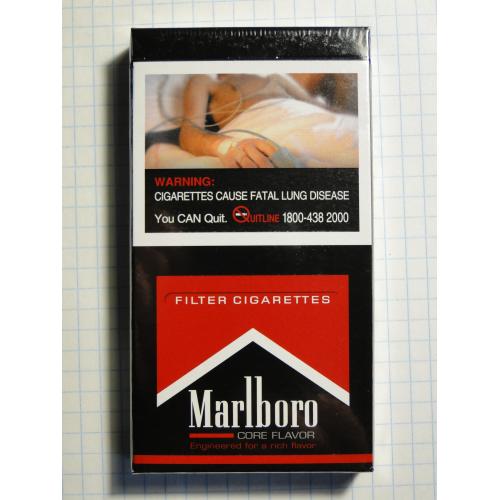 WARNING:
CIGARETTES CAUSE FATAL LUNG DISEASE
You CAN Quit. QUITLINE 1800-438 2000
FILTER CIGARETTES
Marlboro
CORE FLAVOR
Engineered for a rich flavor